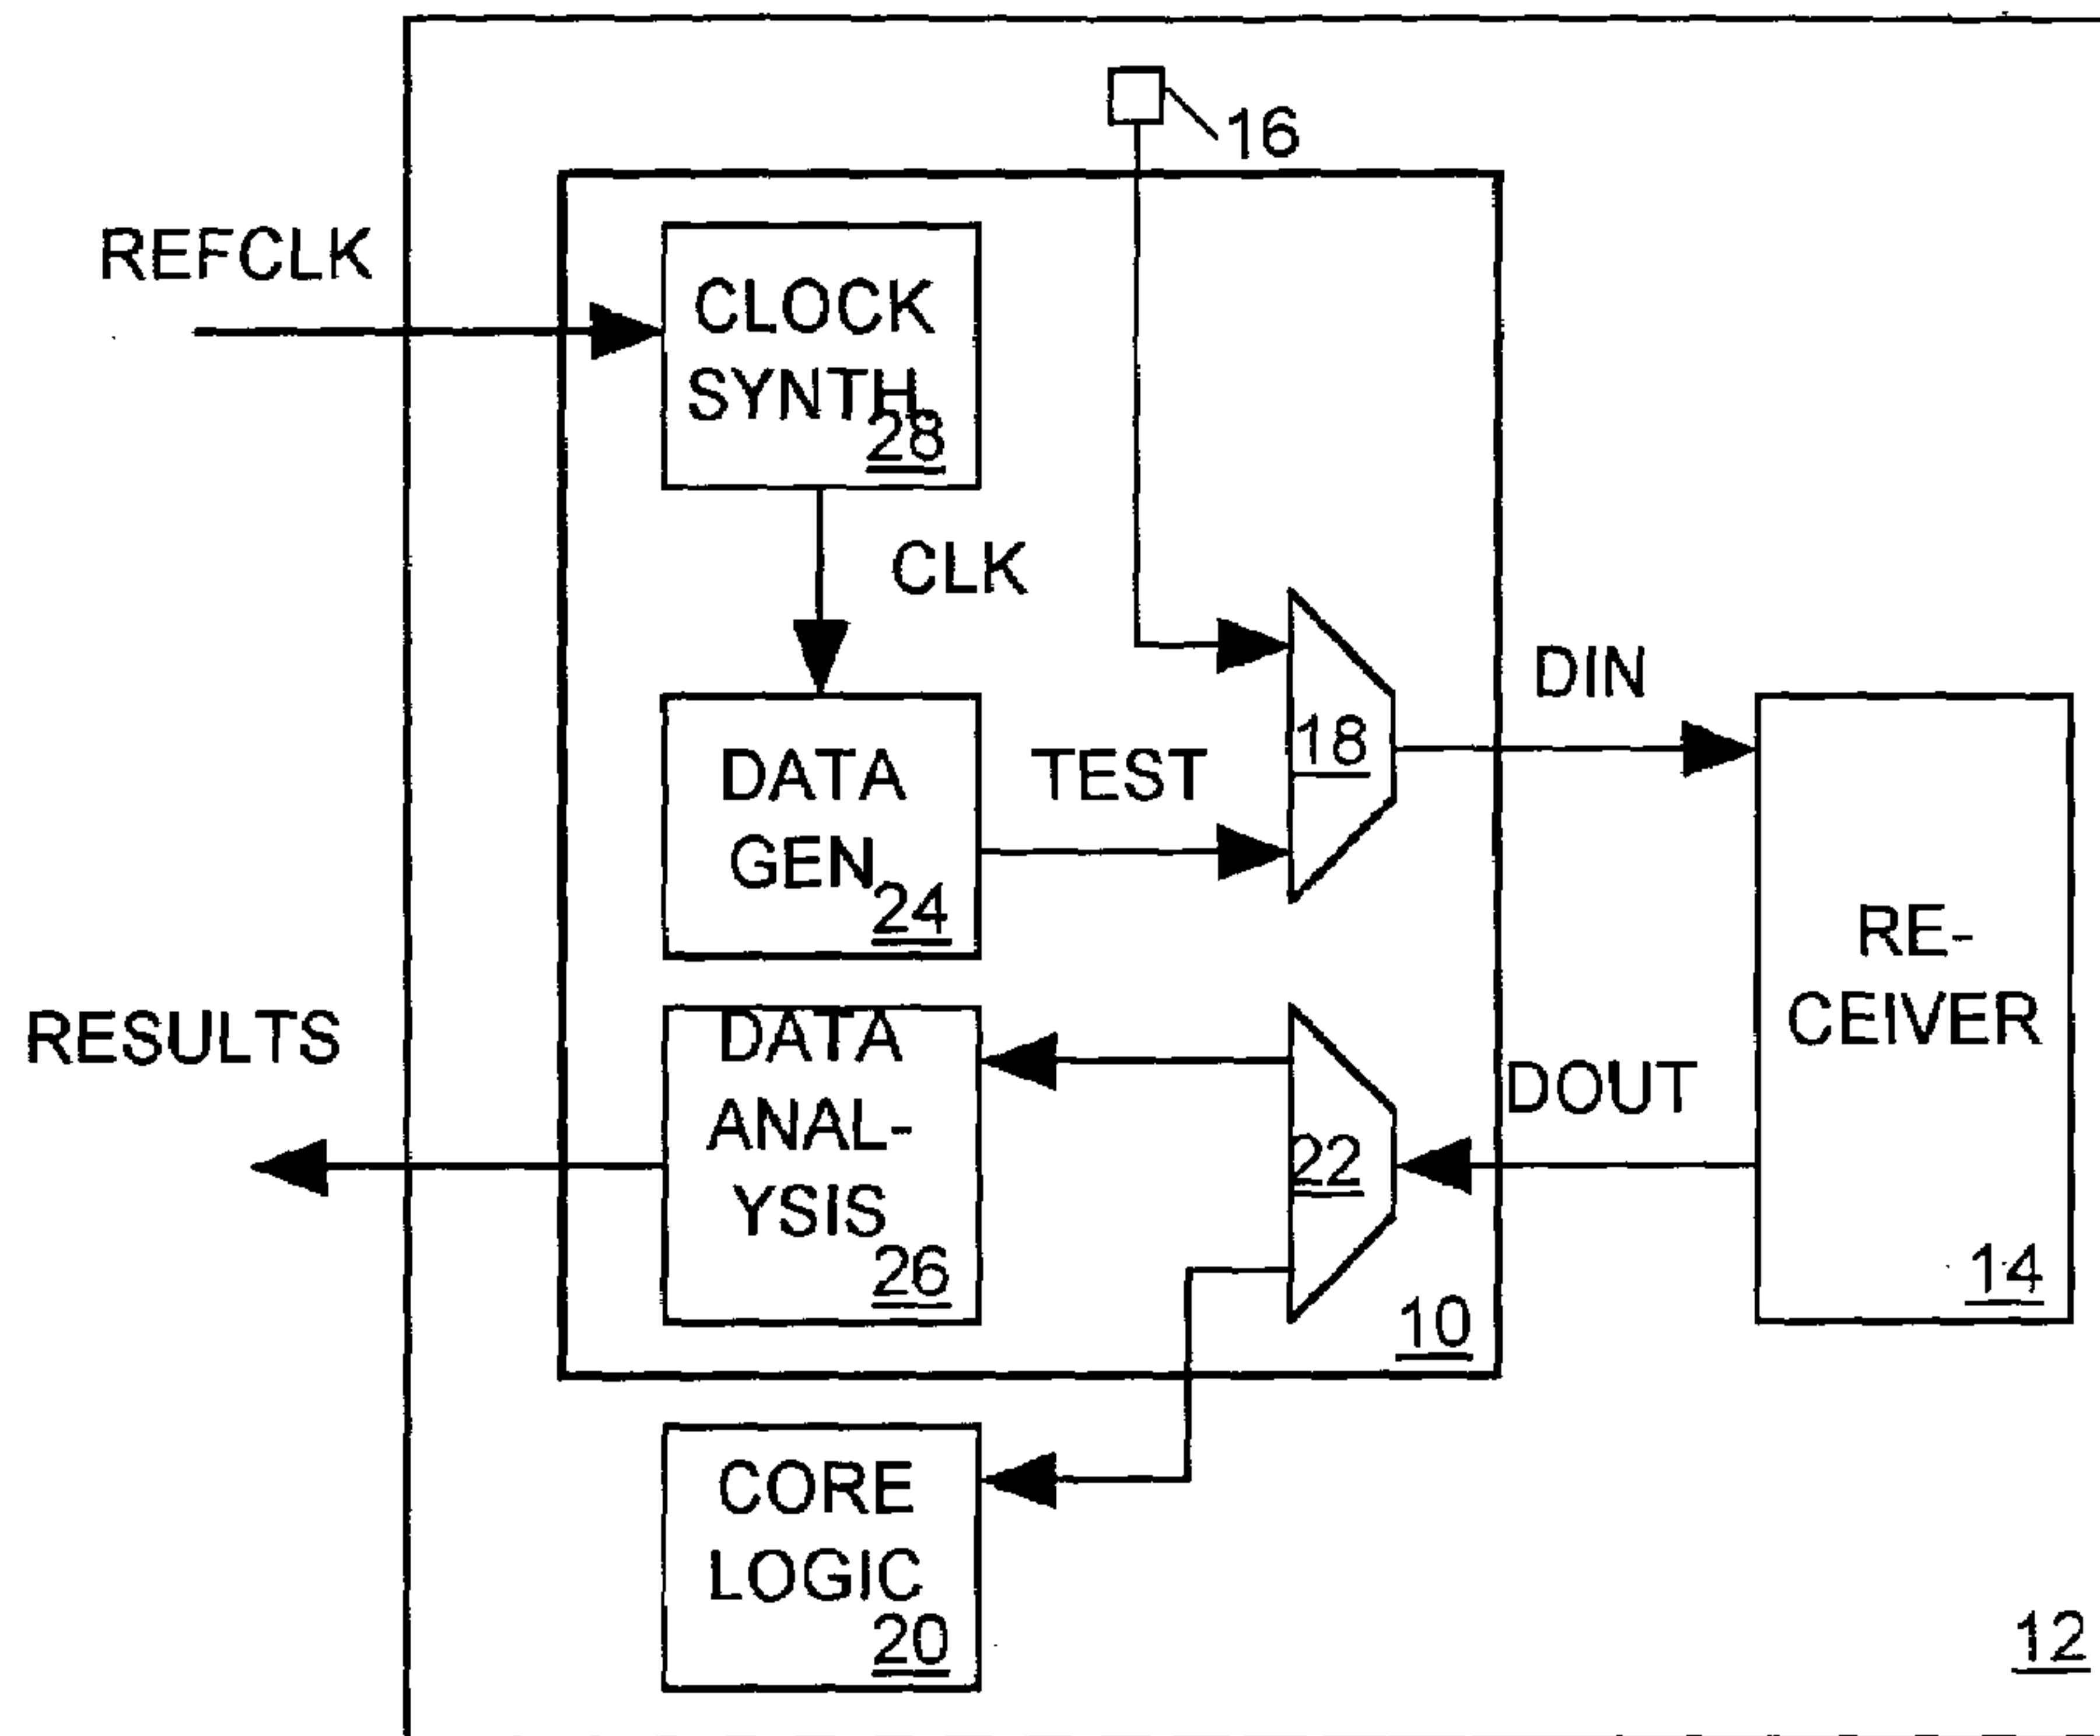 16
REFCLK
CLOCK
SYNTH
28
CLK
DIN
18
DATA
GEN
24
TEST
RE-
CEIVER
14
RESULTS
DATA
ANAL-
YSIS
26
DOUT
22
10
CORE
LOGIC
20
12